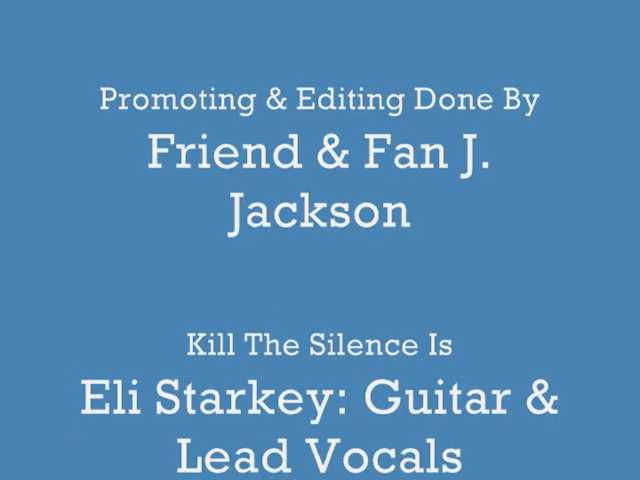 Promoting & Editing Done By
Friend & Fan J.
Jackson
Kill The Silence Is
Eli Starkey: Guitar &
Lead Vocals